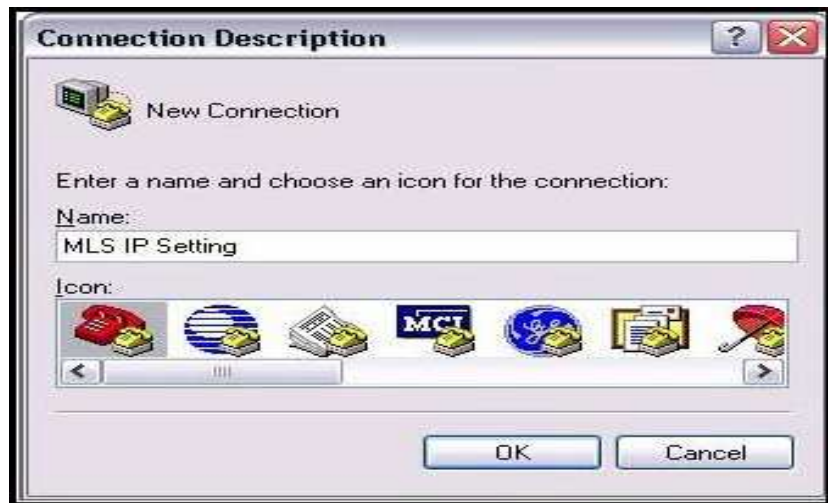 Connection Description
New Connection
Enter a name and choose an icon for the connection:
Name:
MLS IP Setting
Icon:
MCI
OK
Cancel